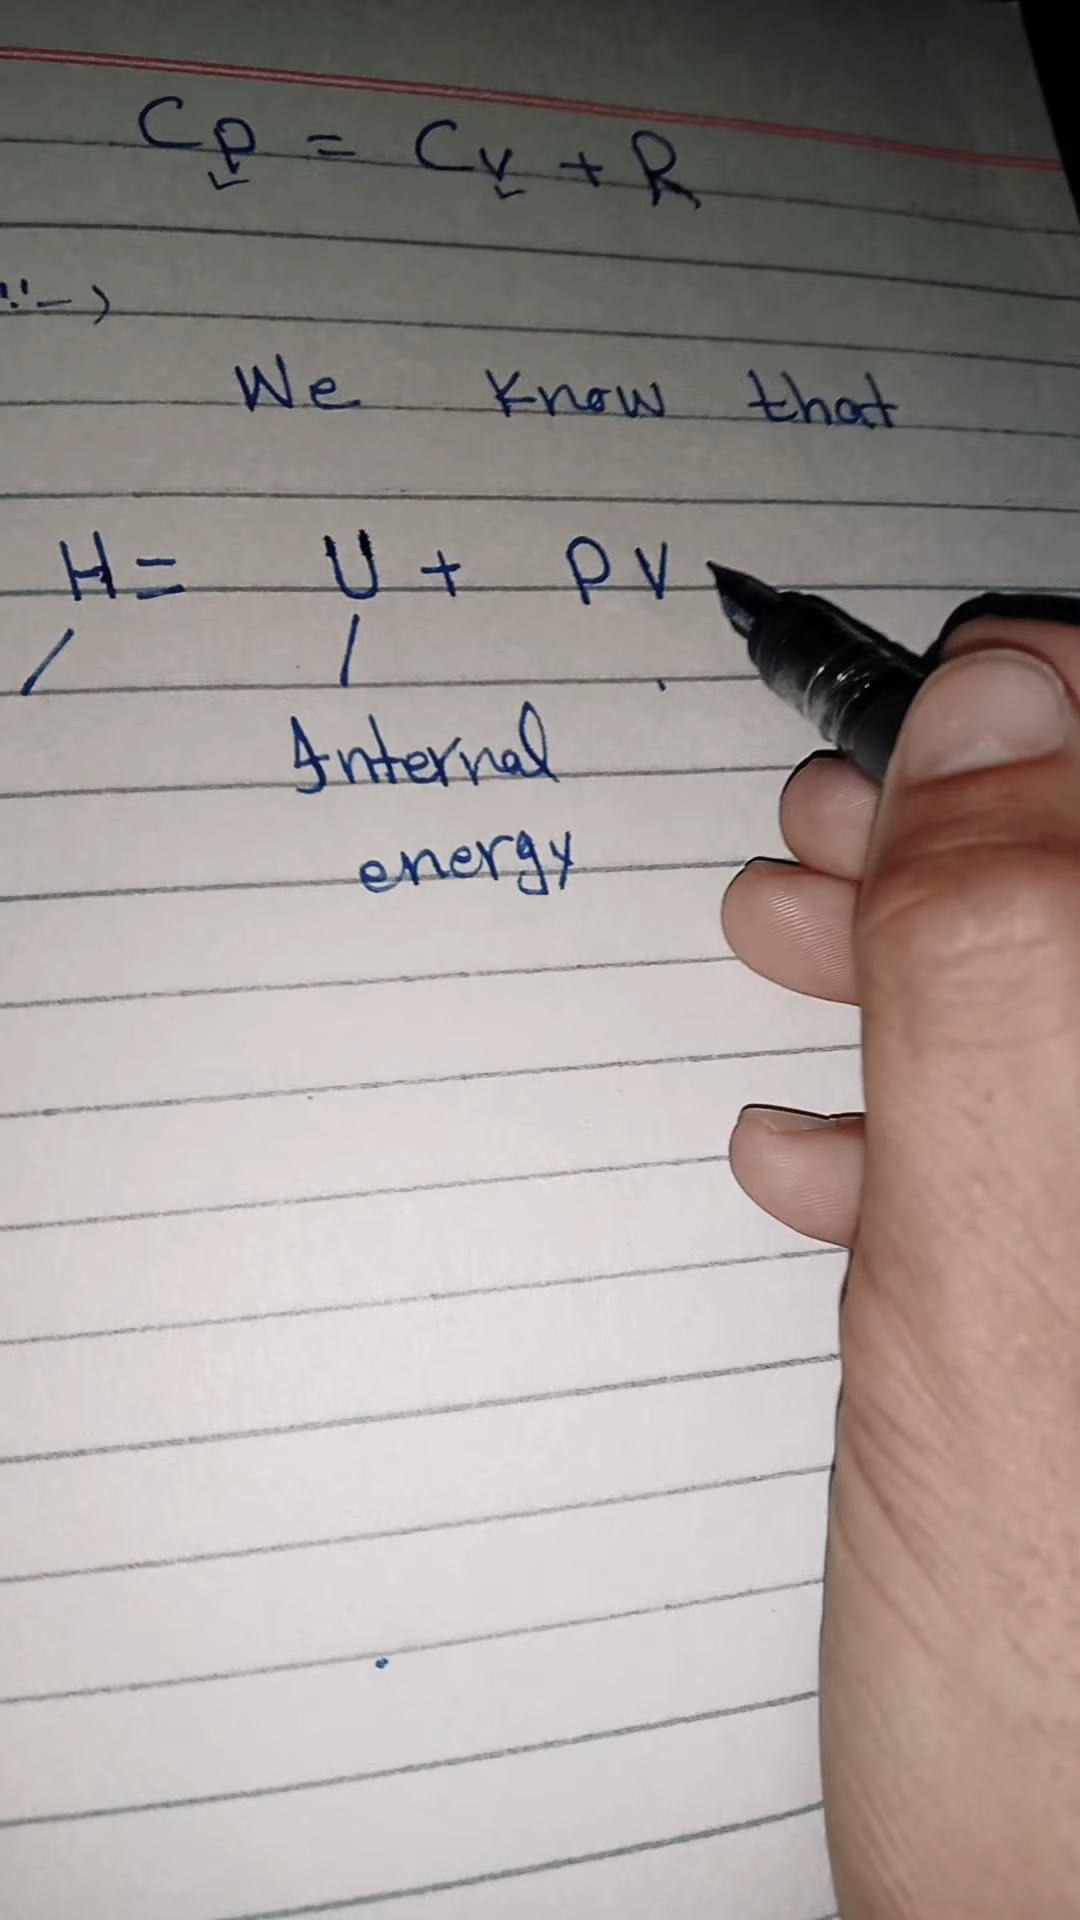 Cp = Cv + R
We know that
H = U + PV
Internal
energy